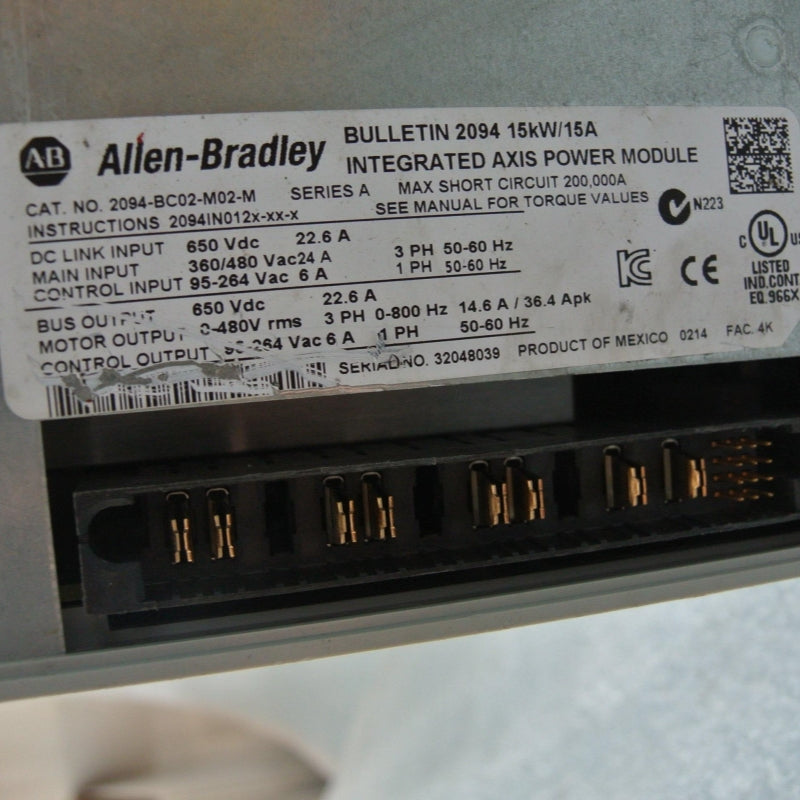 AB Allen-Bradley
BULLETIN 2094 15kW/15A
INTEGRATED AXIS POWER MODULE
CAT. NO. 2094-BC02-M02-M SERIES A MAX SHORT CIRCUIT 200,000A
INSTRUCTIONS 2094IN012x-xx-x SEE MANUAL FOR TORQUE VALUES
N223
DC LINK INPUT 650 Vdc 22.6 A
MAIN INPUT 360/480 Vac 24 A 3 PH 50-60 Hz
CONTROL INPUT 95-264 Vac 6 A 1 PH 50-60 Hz
CE
C UL US
LISTED
IND.CONT
EQ.966X
BUS OUTPUT 650 Vdc 22.6 A
MOTOR OUTPUT 0-480V rms 3 PH 0-800 Hz 14.6 A / 36.4 Apk
CONTROL OUTPUT 95-264 Vac 6 A 1 PH 50-60 Hz
SERIAL NO. 32048039 PRODUCT OF MEXICO 0214 FAC. 4K